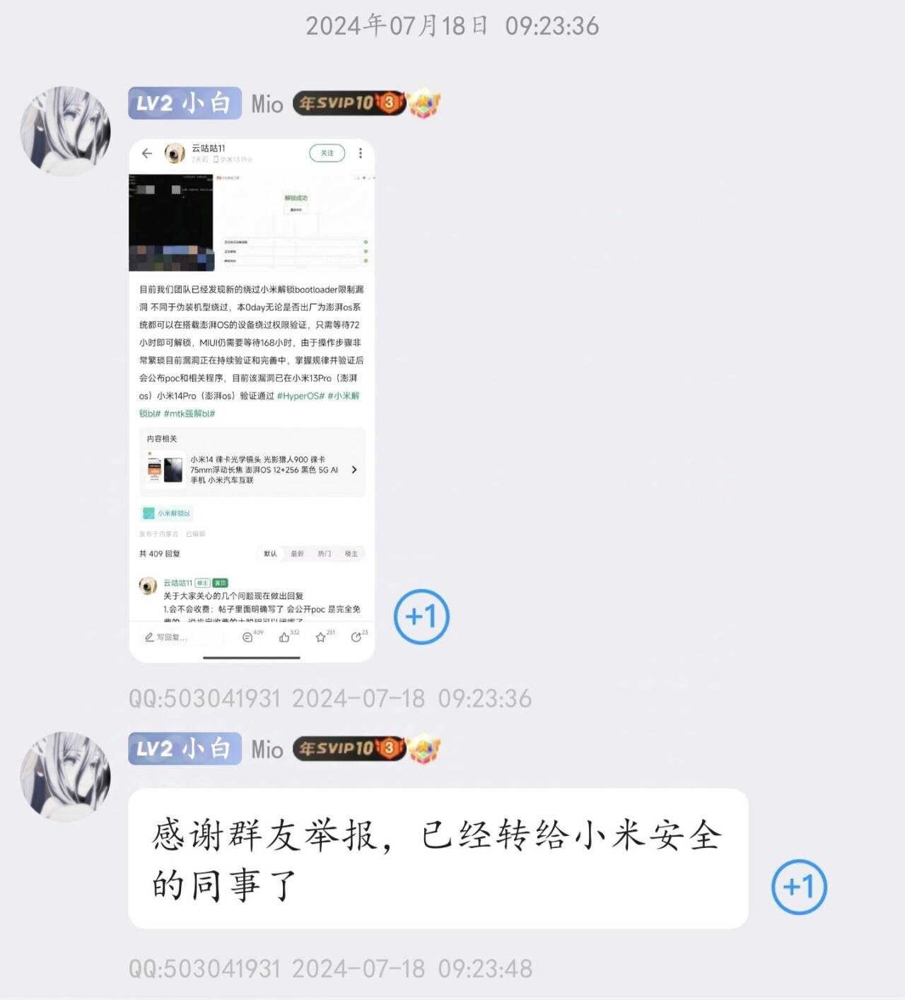 2024年07月18日 09:23:36
LV2 小白 Mio 年SVIP10 3
云咕咕11
7天前 小米13 Pro
关注
解锁成功
目前我们团队已经发现新的绕过小米解锁bootloader限制漏
洞 不同于伪装机型绕过，本0day无论是否出厂为澎湃os系
统都可以在搭载澎湃OS的设备绕过权限验证，只需等待72
小时即可解锁，MIUI仍需要等待168小时，由于操作步骤非
常繁琐目前漏洞正在持续验证和完善中，掌握规律并验证后
会公布poc和相关程序，目前该漏洞已在小米13Pro（澎湃
os）小米14Pro（澎湃os）验证通过 #HyperOS# #小米解
锁bl# #mtk强解bl#
内容相关
小米14 徕卡光学镜头 光影猎人900 徕卡
75mm浮动长焦 澎湃OS 12+256 黑色 5G AI
手机 小米汽车互联
小米解锁bl
发布于内蒙古 · 已编辑
共 409 回复
默认 最新 热门 楼主
云咕咕11 楼主 置顶
关于大家关心的几个问题现在做出回复
1.会不会收费：帖子里面明确写了 会公开poc 是完全免
写回复... 409 332 231 23
+1
QQ:503041931 2024-07-18 09:23:36
LV2 小白 Mio 年SVIP10 3
感谢群友举报，已经转给小米安全
的同事了
+1
QQ:503041931 2024-07-18 09:23:48